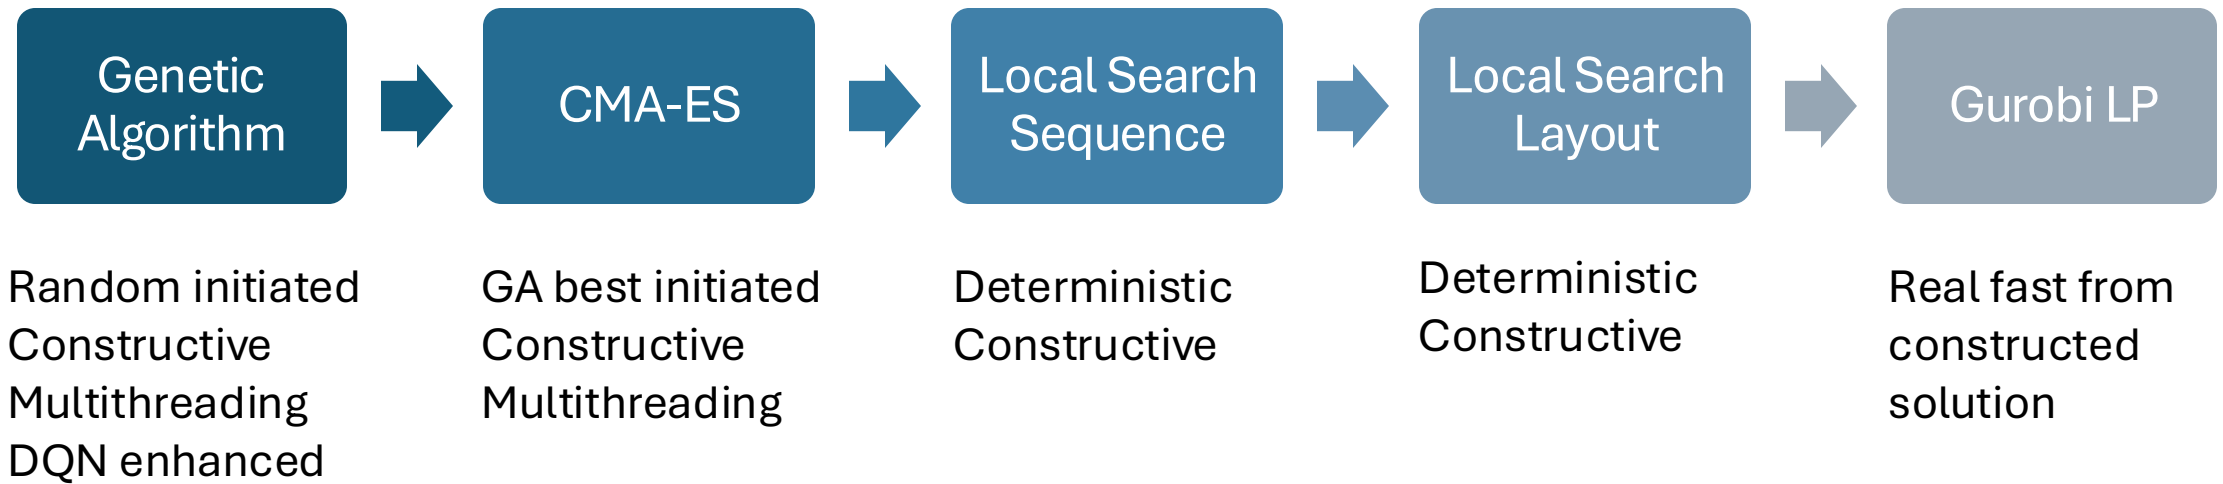 Genetic
Algorithm
CMA-ES
Local Search
Sequence
Local Search
Layout
Gurobi LP
Random initiated
Constructive
Multithreading
DQN enhanced
GA best initiated
Constructive
Multithreading
Deterministic
Constructive
Deterministic
Constructive
Real fast from
constructed
solution